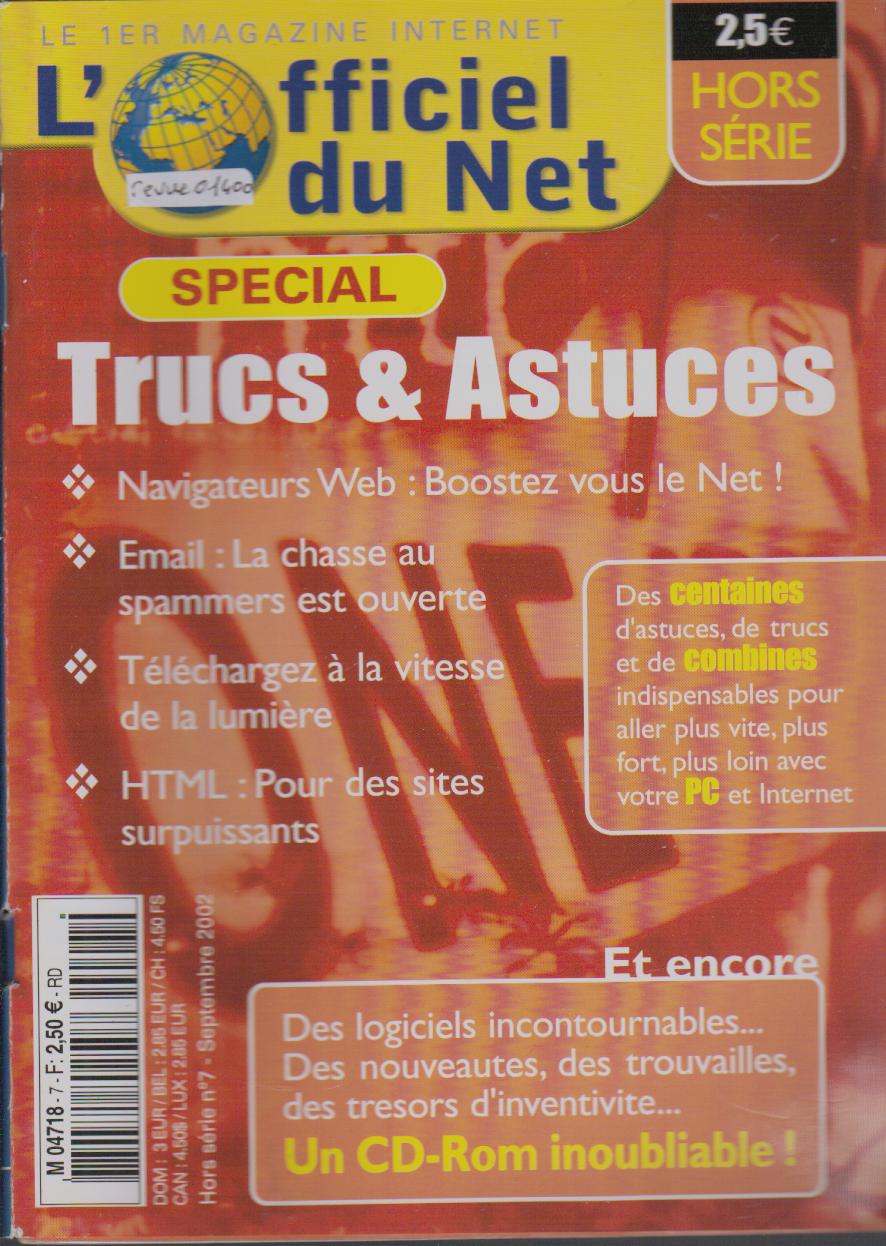 LE 1ER MAGAZINE INTERNET
L'Officiel
du Net
revue 01400
2,5€
HORS
SÉRIE
SPECIAL
Trucs & Astuces
❖ Navigateurs Web : Boostez vous le Net !
❖ Email : La chasse au
spammers est ouverte
❖ Téléchargez à la vitesse
de la lumière
❖ HTML : Pour des sites
surpuissants
Des centaines
d'astuces, de trucs
et de combines
indispensables pour
aller plus vite, plus
fort, plus loin avec
votre PC et Internet
ONE
Et encore
Des logiciels incontournables...
Des nouveautes, des trouvailles,
des tresors d'inventivite...
Un CD-Rom inoubliable !
M 04718 - 7 - F: 2,50 € - RD
DOM : 3 EUR / BEL : 2.85 EUR / CH : 4.50 FS
CAN : 4.50$ / LUX : 2.85 EUR
Hors série n°7 - Septembre 2002